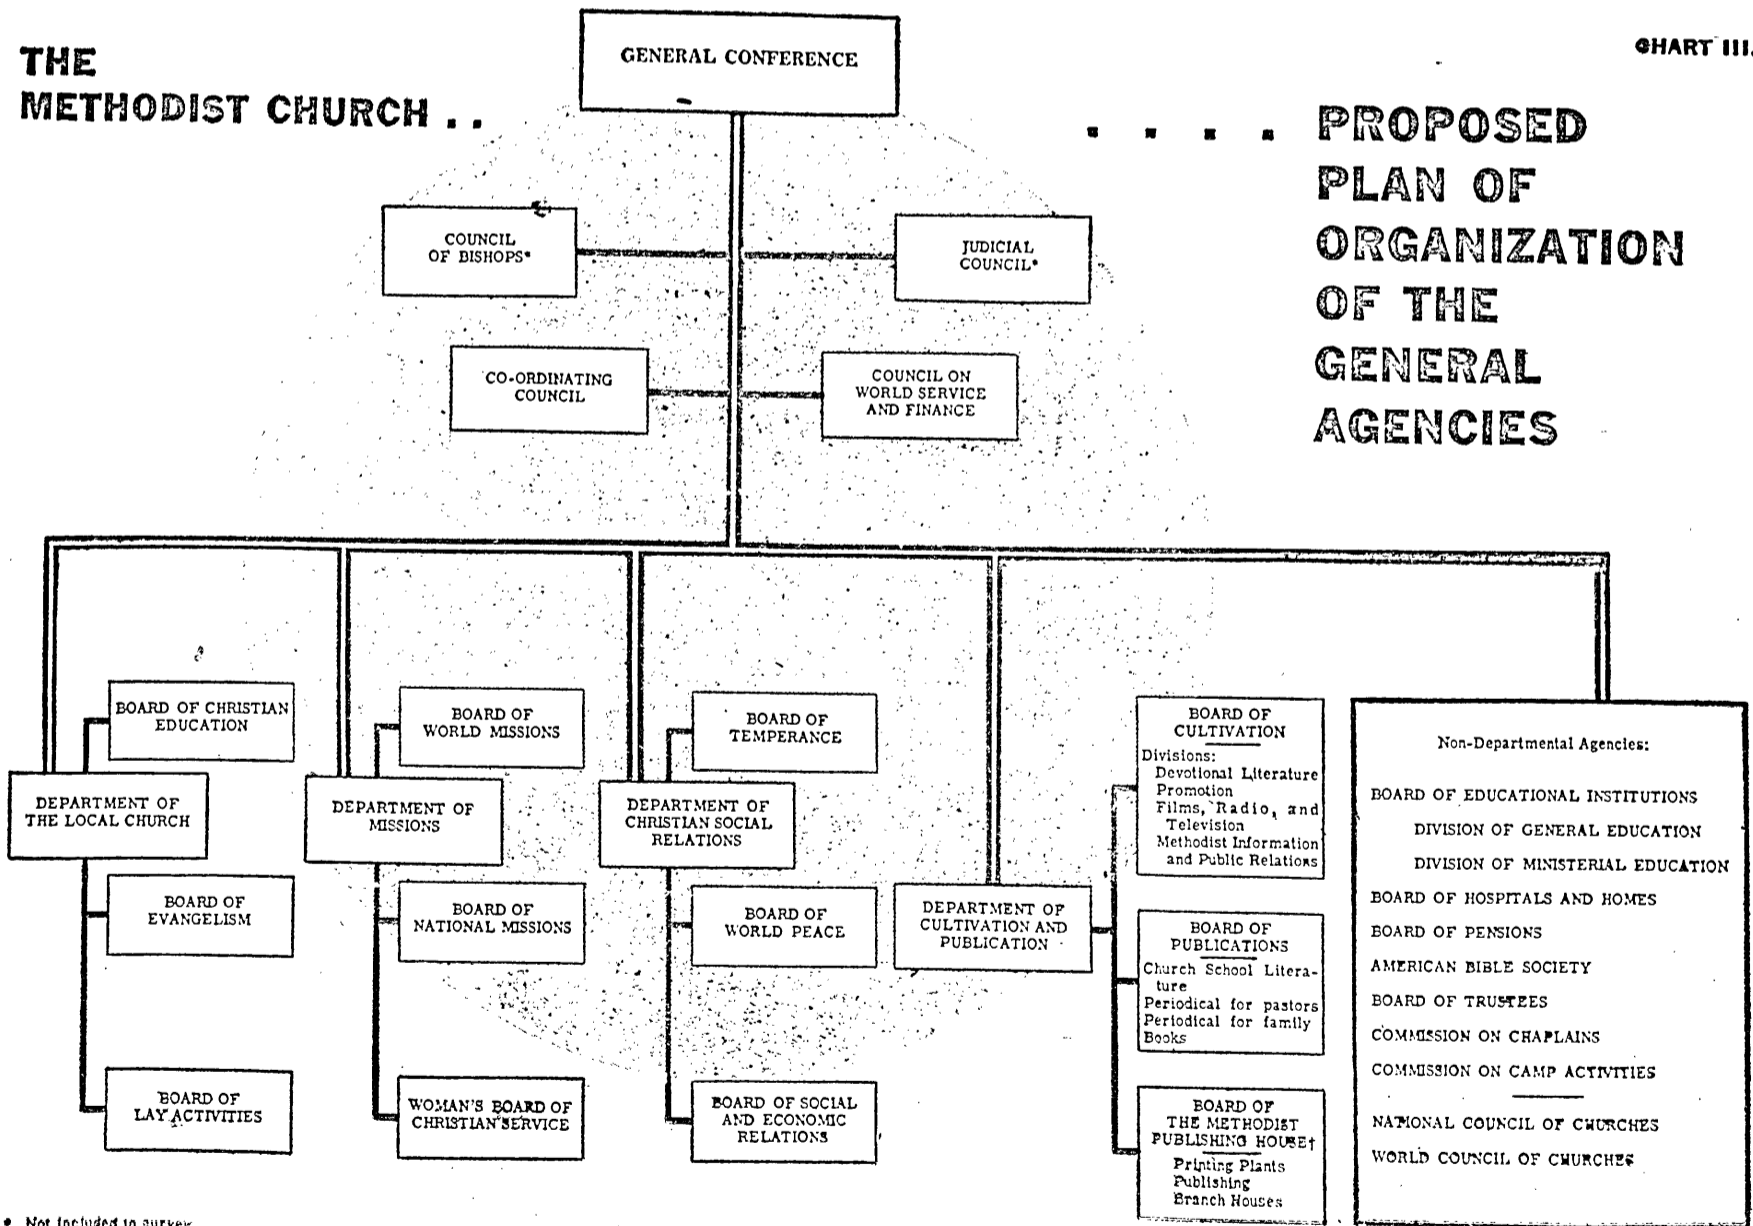 THE
METHODIST CHURCH . .
CHART III.
. . . . PROPOSED
PLAN OF
ORGANIZATION
OF THE
GENERAL
AGENCIES
GENERAL CONFERENCE
COUNCIL
OF BISHOPS*
JUDICIAL
COUNCIL*
CO-ORDINATING
COUNCIL
COUNCIL ON
WORLD SERVICE
AND FINANCE
DEPARTMENT OF
THE LOCAL CHURCH
BOARD OF CHRISTIAN
EDUCATION
BOARD OF
EVANGELISM
BOARD OF
LAY ACTIVITIES
DEPARTMENT OF
MISSIONS
BOARD OF
WORLD MISSIONS
BOARD OF
NATIONAL MISSIONS
WOMAN'S BOARD OF
CHRISTIAN SERVICE
DEPARTMENT OF
CHRISTIAN SOCIAL
RELATIONS
BOARD OF
TEMPERANCE
BOARD OF
WORLD PEACE
BOARD OF SOCIAL
AND ECONOMIC
RELATIONS
DEPARTMENT OF
CULTIVATION AND
PUBLICATION
BOARD OF
CULTIVATION
Divisions:
Devotional Literature
Promotion
Films, Radio, and
Television
Methodist Information
and Public Relations
BOARD OF
PUBLICATIONS
Church School Litera-
ture
Periodical for pastors
Periodical for family
Books
BOARD OF
THE METHODIST
PUBLISHING HOUSE†
Printing Plants
Publishing
Branch Houses
Non-Departmental Agencies:
BOARD OF EDUCATIONAL INSTITUTIONS
DIVISION OF GENERAL EDUCATION
DIVISION OF MINISTERIAL EDUCATION
BOARD OF HOSPITALS AND HOMES
BOARD OF PENSIONS
AMERICAN BIBLE SOCIETY
BOARD OF TRUSTEES
COMMISSION ON CHAPLAINS
COMMISSION ON CAMP ACTIVITIES
NATIONAL COUNCIL OF CHURCHES
WORLD COUNCIL OF CHURCHES
* Not included in survey